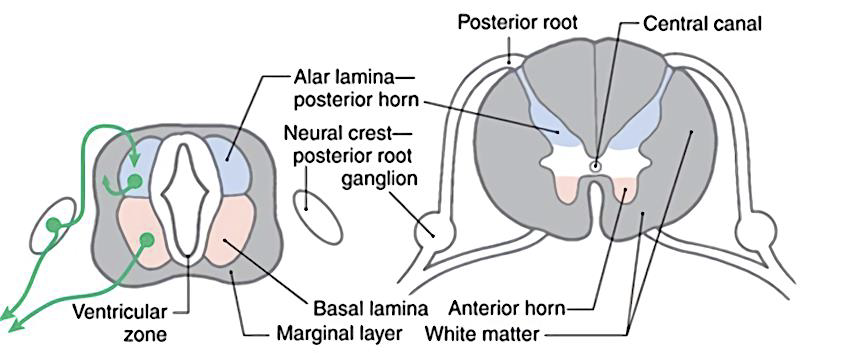 Posterior root
Central canal
Alar lamina—
posterior horn
Neural crest—
posterior root
ganglion
Ventricular
zone
Basal lamina
Marginal layer
Anterior horn
White matter